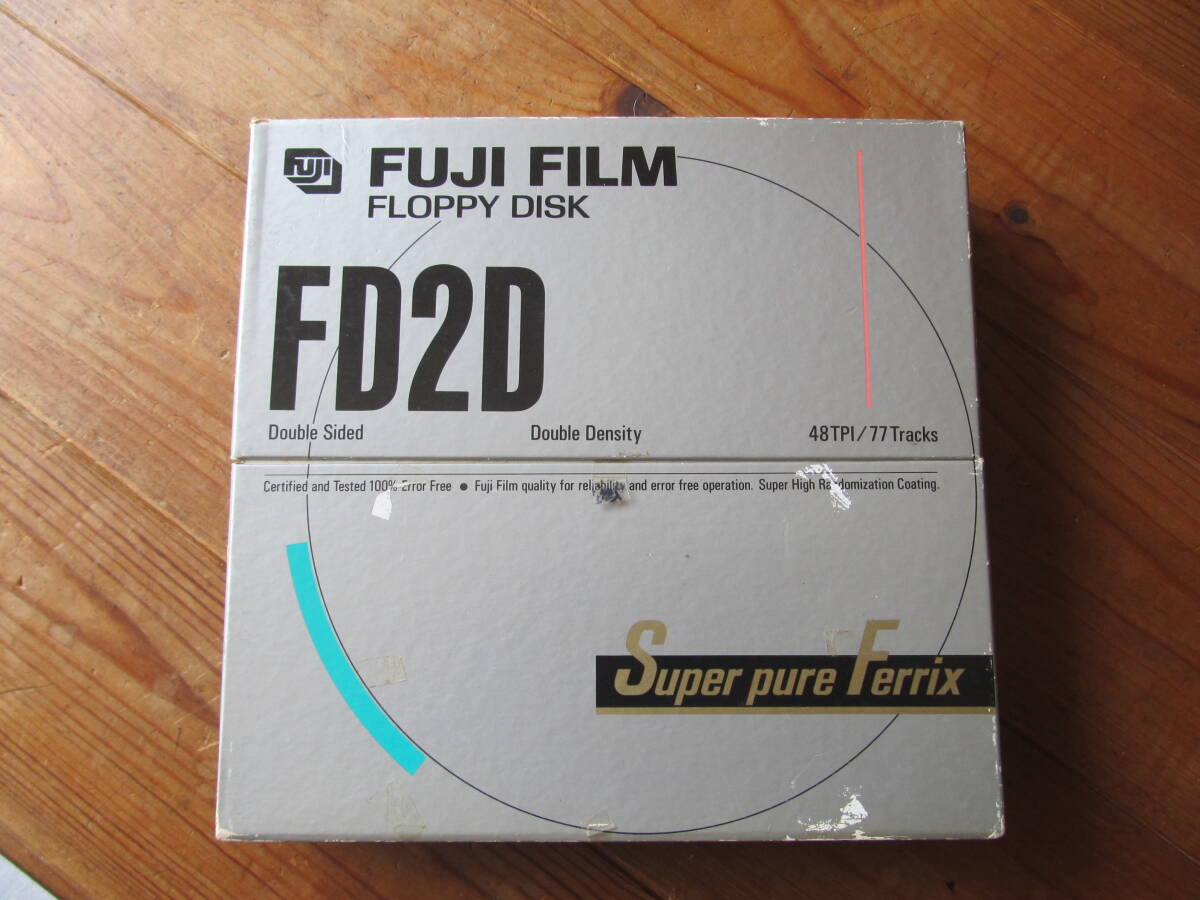 FUJI FUJI FILM
FLOPPY DISK
FD2D
Double Sided Double Density 48TPI/77Tracks
Certified and Tested 100% Error Free ● Fuji Film quality for reliability and error free operation. Super High Randomization Coating.
Super pure Ferrix